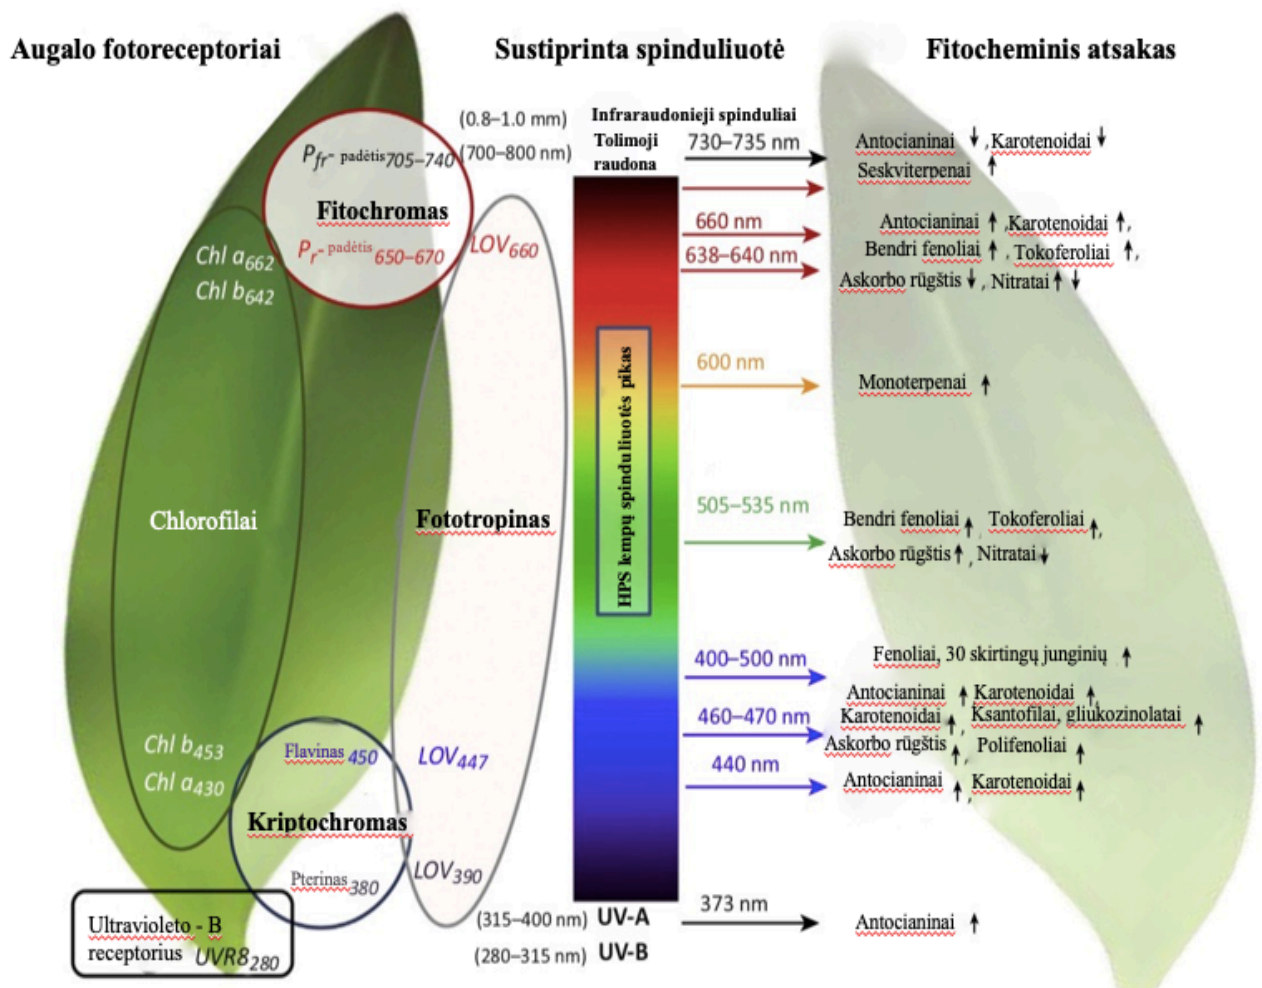 Augalo fotoreceptoriai
Sustiprinta spinduliuotė
Fitocheminis atsakas
Pfr- padėtis 705–740
Fitochromas
Pr- padėtis 650–670
Chl a662
Chl b642
Chlorofilai
Chl b453
Chl a430
LOV660
Fototropinas
LOV447
LOV390
Flavinas 450
Kriptochromas
Pterinas 380
Ultravioleto - B
receptorius UVR8280
(0.8–1.0 mm) Infraraudonieji spinduliai
(700–800 nm) Tolimoji
raudona
HPS lempų spinduliuotės pikas
(315–400 nm) UV-A
(280–315 nm) UV-B
730–735 nm
660 nm
638–640 nm
600 nm
505–535 nm
400–500 nm
460–470 nm
440 nm
373 nm
Antocianinai ↓, Karotenoidai ↓
Seskviterpenai ↑
Antocianinai ↑, Karotenoidai ↑,
Bendri fenoliai ↑, Tokoferoliai ↑,
Askorbo rūgštis ↓, Nitratai ↑ ↓
Monoterpenai ↑
Bendri fenoliai ↑, Tokoferoliai ↑,
Askorbo rūgštis ↑, Nitratai ↓
Fenoliai, 30 skirtingų junginių ↑
Antocianinai ↑ Karotenoidai ↑
Karotenoidai ↑, Ksantofilai, gliukozinolatai ↑
Askorbo rūgštis ↑, Polifenoliai ↑
Antocianinai ↑, Karotenoidai ↑
Antocianinai ↑